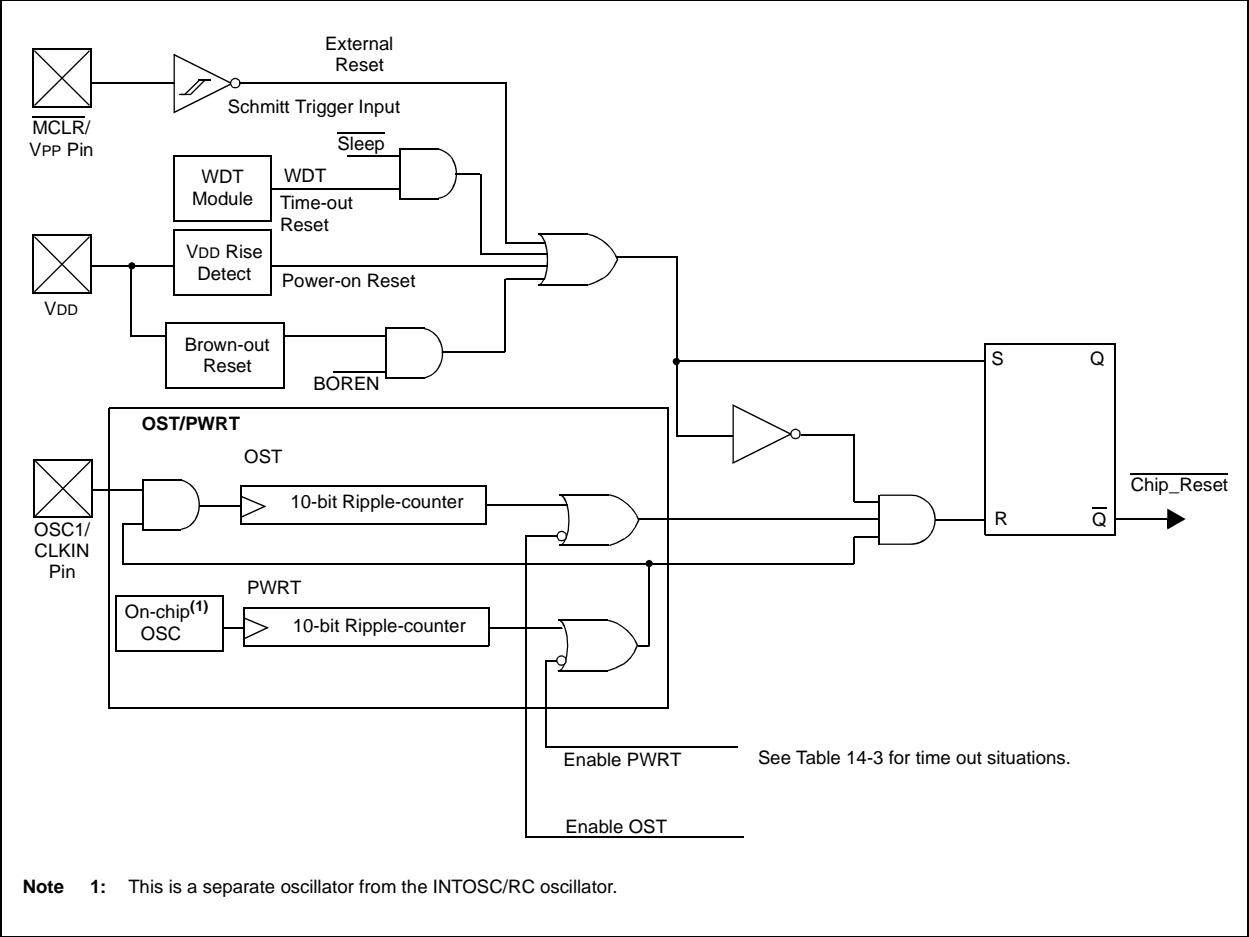 External
Reset
Schmitt Trigger Input
MCLR/
VPP Pin
Sleep
WDT
Module
WDT
Time-out
Reset
VDD Rise
Detect
Power-on Reset
VDD
Brown-out
Reset
BOREN
S
Q
OST/PWRT
OST
10-bit Ripple-counter
OSC1/
CLKIN
Pin
Chip_Reset
R
Q
PWRT
On-chip(1)
OSC
10-bit Ripple-counter
Enable PWRT
See Table 14-3 for time out situations.
Enable OST
Note 1: This is a separate oscillator from the INTOSC/RC oscillator.